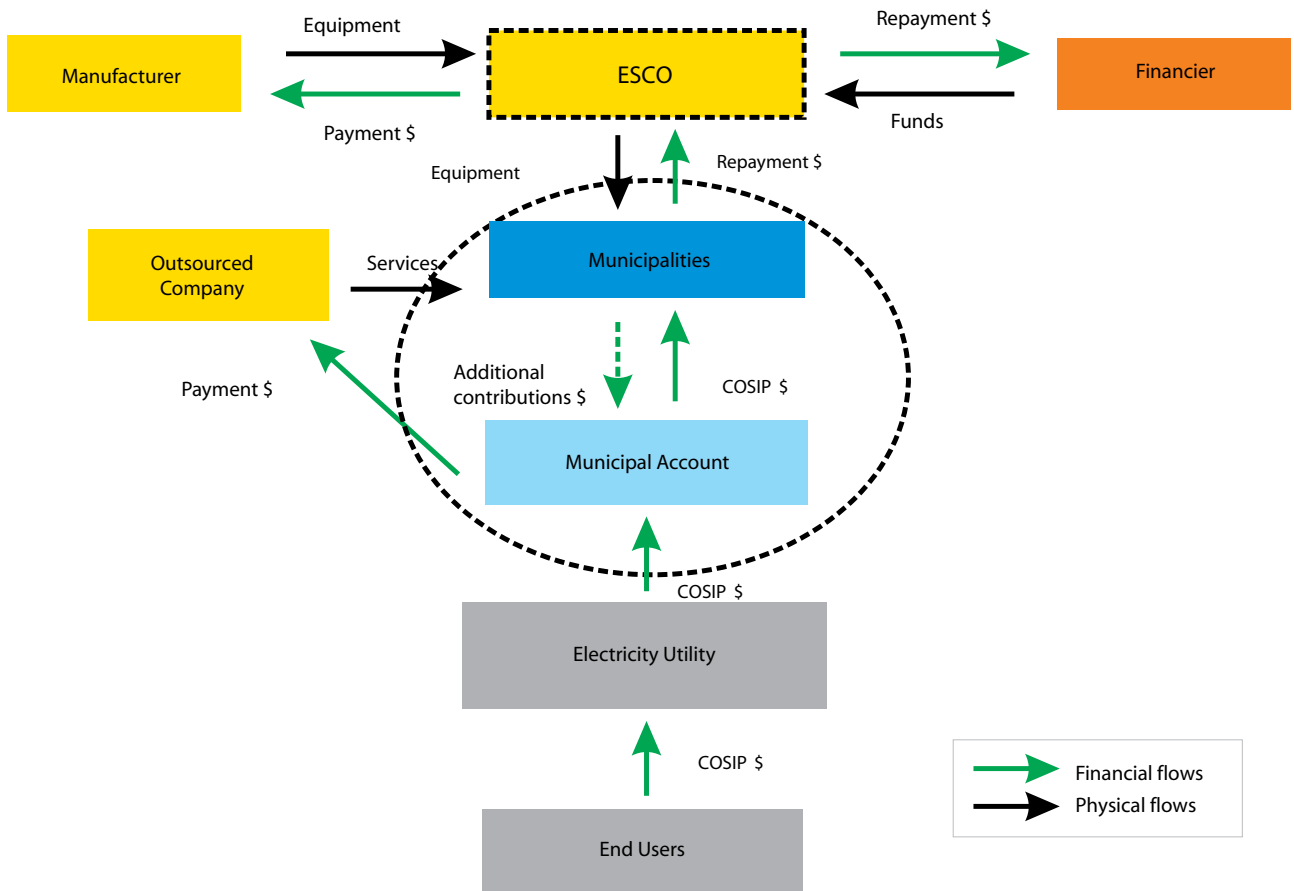 Equipment
Repayment $
Manufacturer
ESCO
Financier
Payment $
Funds
Equipment
Repayment $
Outsourced
Company
Services
Municipalities
Payment $
Additional
contributions $
COSIP $
Municipal Account
COSIP $
Electricity Utility
COSIP $
Financial flows
Physical flows
End Users